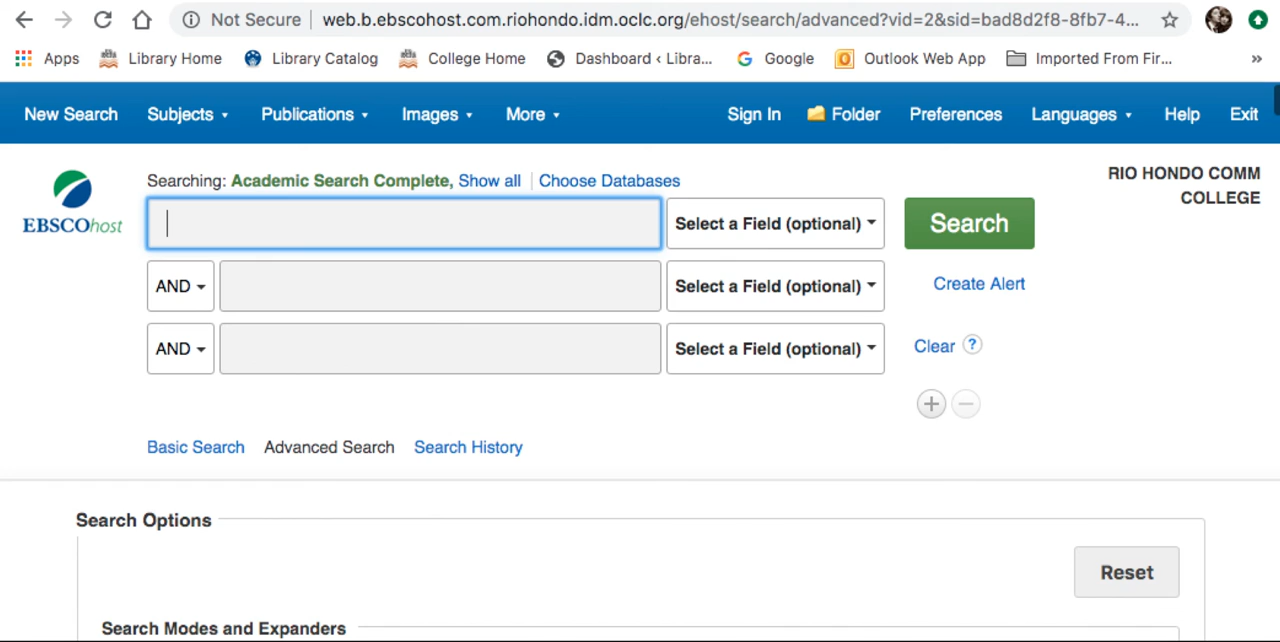 Not Secure web.b.ebscohost.com.riohondo.idm.oclc.org/ehost/search/advanced?vid=2&sid=bad8d2f8-8fb7-4...
Apps Library Home Library Catalog College Home Dashboard ‹ Libra... Google Outlook Web App Imported From Fir... »
New Search Subjects Publications Images More Sign In Folder Preferences Languages Help Exit
Searching: Academic Search Complete, Show all Choose Databases
RIO HONDO COMM
COLLEGE
EBSCOhost
Select a Field (optional) Search
AND Select a Field (optional) Create Alert
AND Select a Field (optional) Clear ?
Basic Search Advanced Search Search History
Search Options
Reset
Search Modes and Expanders